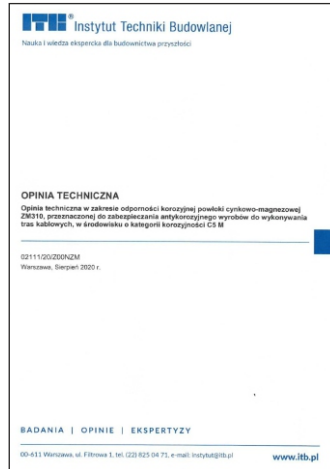 ITB® Instytut Techniki Budowlanej
Nauka i wiedza ekspercka dla budownictwa przyszłości
OPINIA TECHNICZNA
Opinia techniczna w zakresie odporności korozyjnej powłoki cynkowo-magnezowej
ZM310, przeznaczonej do zabezpieczania antykorozyjnego wyrobów do wykonywania
tras kablowych, w środowisku o kategorii korozyjności C5 M
02111/20/Z00NZM
Warszawa, Sierpień 2020 r.
BADANIA | OPINIE | EKSPERTYZY
00-611 Warszawa, ul. Filtrowa 1, tel. (22) 825 04 71, e-mail: instytut@itb.pl
www.itb.pl